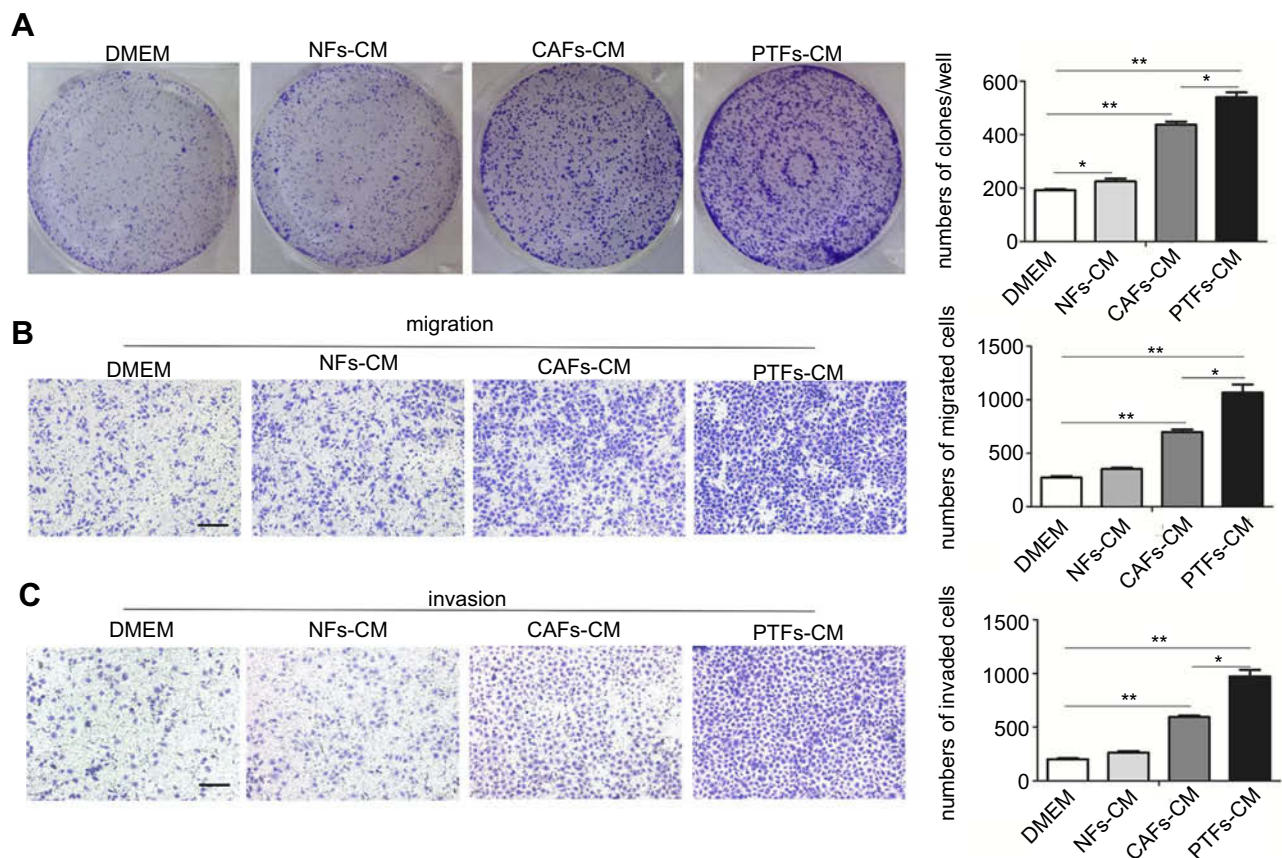 A
DMEM
NFs-CM
CAFs-CM
PTFs-CM
numbers of clones/well
600
400
200
0
**
*
**
*
DMEM
NFs-CM
CAFs-CM
PTFs-CM
B
migration
DMEM
NFs-CM
CAFs-CM
PTFs-CM
numbers of migrated cells
1500
1000
500
0
**
*
**
DMEM
NFs-CM
CAFs-CM
PTFs-CM
C
invasion
DMEM
NFs-CM
CAFs-CM
PTFs-CM
numbers of invaded cells
1500
1000
500
0
**
*
**
DMEM
NFs-CM
CAFs-CM
PTFs-CM